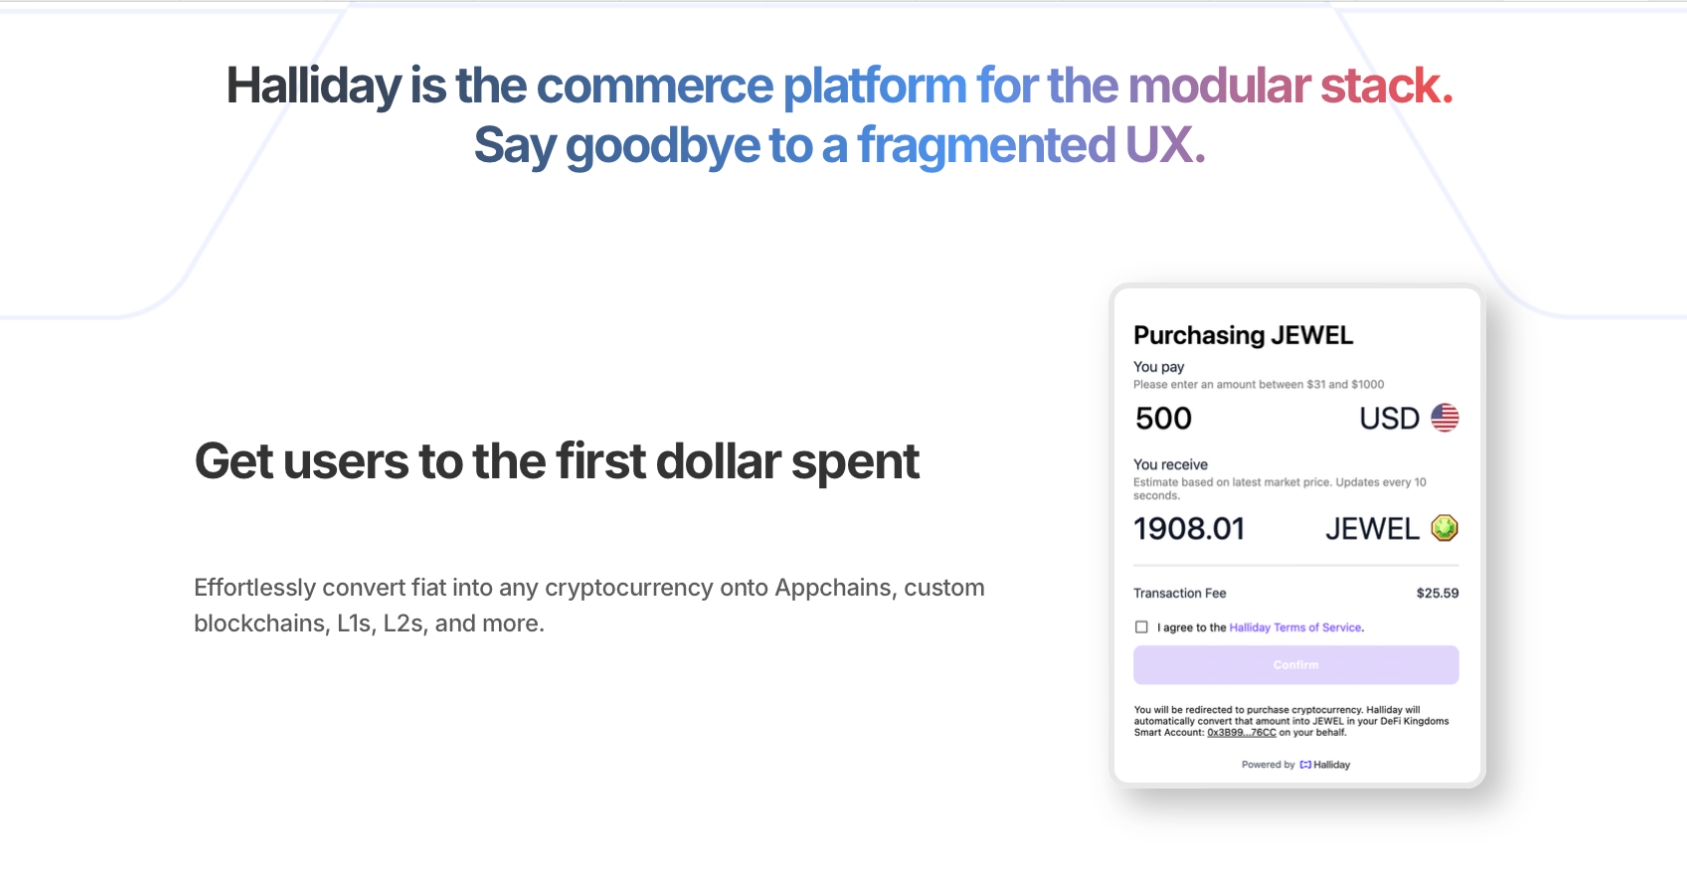 Halliday is the commerce platform for the modular stack.
Say goodbye to a fragmented UX.
Get users to the first dollar spent
Effortlessly convert fiat into any cryptocurrency onto Appchains, custom
blockchains, L1s, L2s, and more.
Purchasing JEWEL
You pay
Please enter an amount between $31 and $1000
500 USD
You receive
Estimate based on latest market price. Updates every 10
seconds.
1908.01 JEWEL
Transaction Fee $25.59
I agree to the Halliday Terms of Service.
Confirm
You will be redirected to purchase cryptocurrency. Halliday will
automatically convert that amount into JEWEL in your DeFi Kingdoms
Smart Account: 0x3B99...76CC on your behalf.
Powered by Halliday